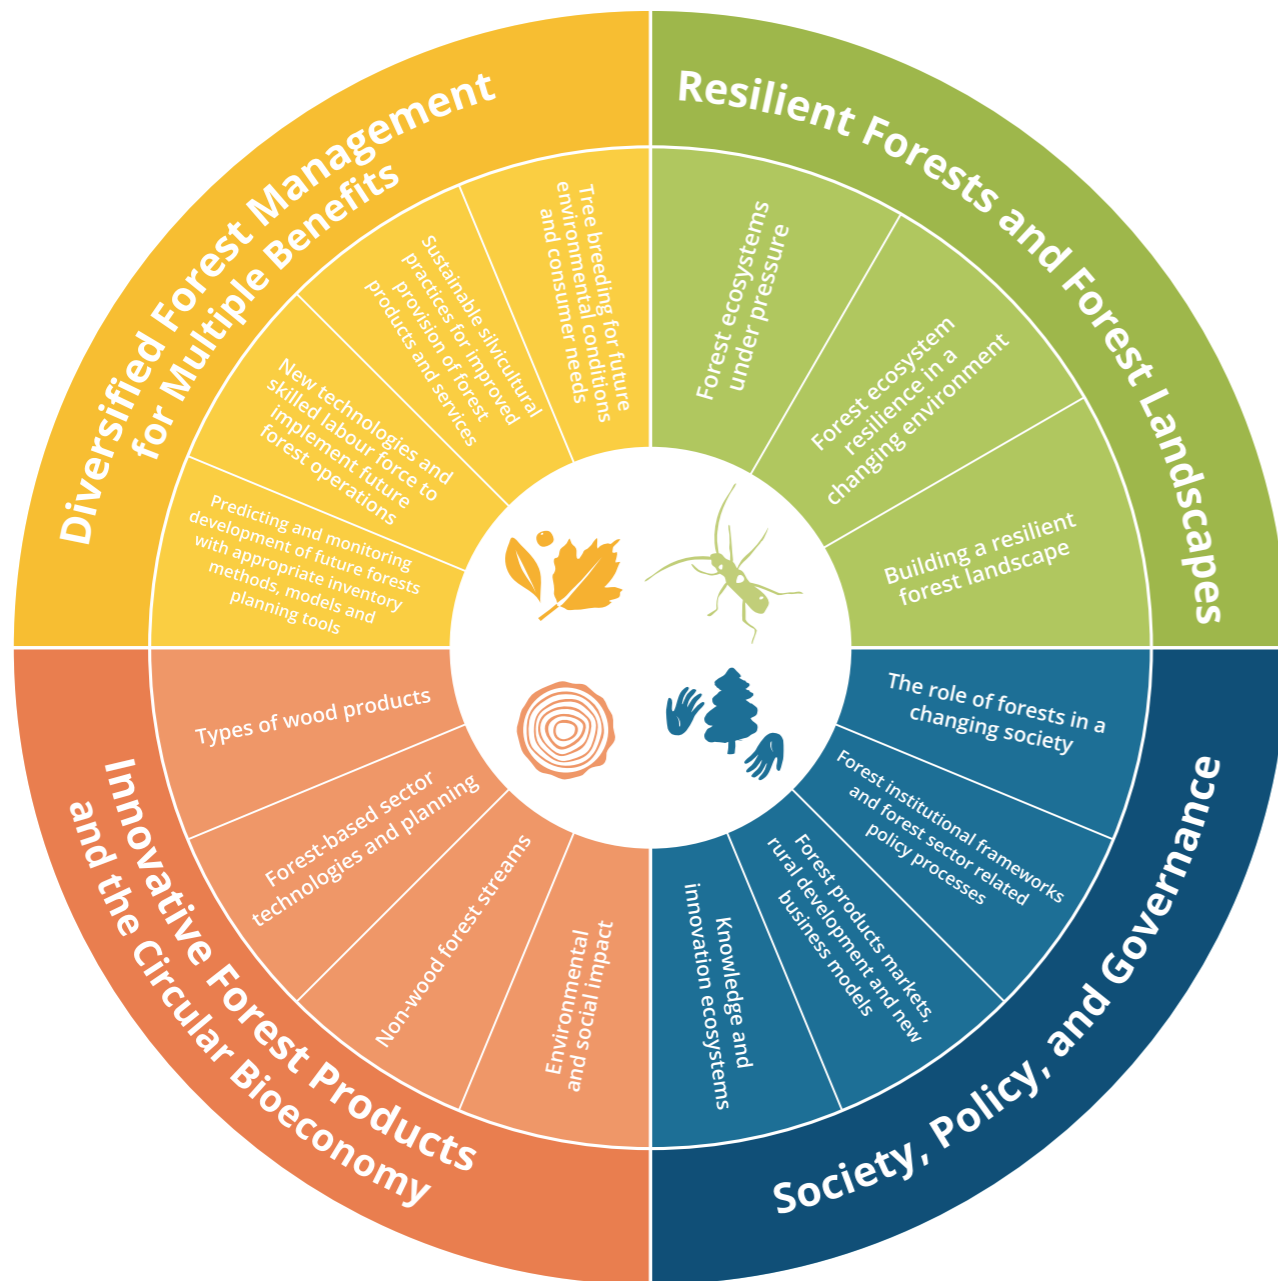 Diversified Forest Management
for Multiple Benefits
Tree breeding for future
environmental conditions
and consumer needs
Sustainable silvicultural
practices for improved
provision of forest
products and services
New technologies and
skilled labour force to
implement future
forest operations
Predicting and monitoring
development of future forests
with appropriate inventory
methods, models and
planning tools
Resilient Forests and Forest Landscapes
Forest ecosystems
under pressure
Forest ecosystem
resilience in a
changing environment
Building a resilient
forest landscape
Society, Policy, and Governance
The role of forests in a
changing society
Forest institutional frameworks
and forest sector related
policy processes
Forest products markets,
rural development and new
business models
Knowledge and
innovation ecosystems
Innovative Forest Products
and the Circular Bioeconomy
Types of wood products
Forest-based sector
technologies and planning
Non-wood forest streams
Environmental
and social impact